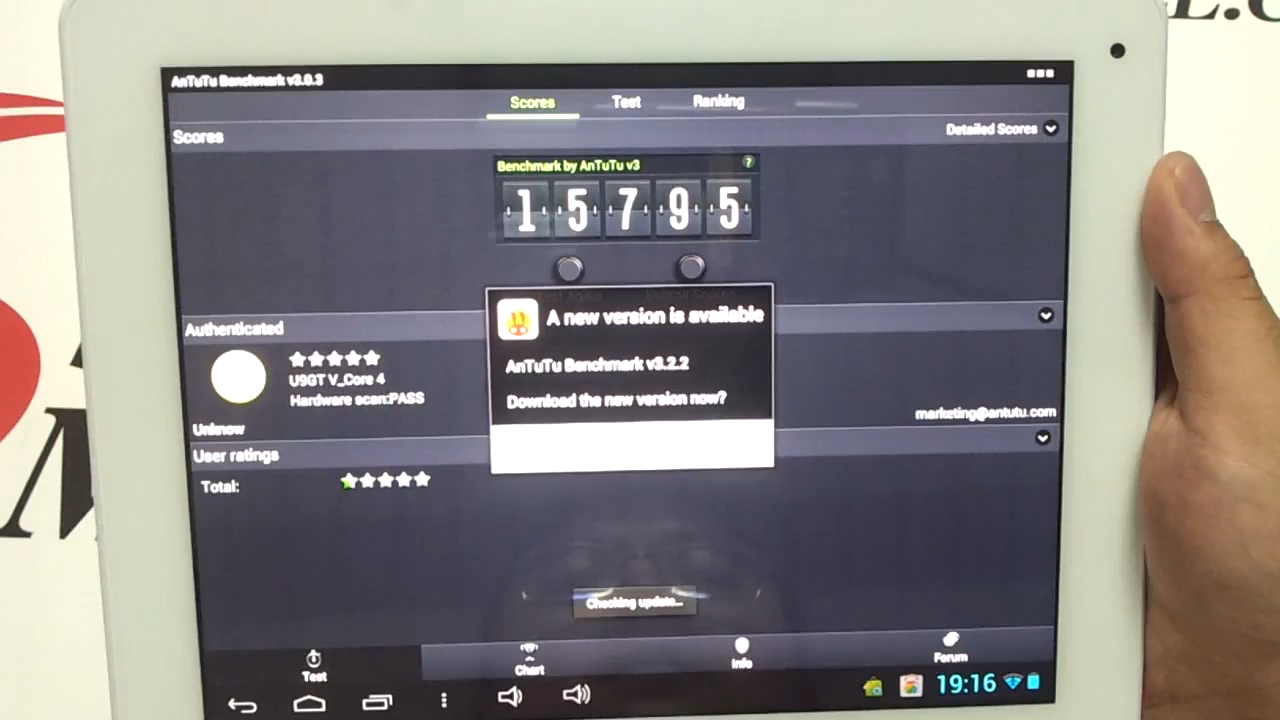 AnTuTu Benchmark v3.0.3
Scores Test Ranking
Scores
Detailed Scores
Benchmark by AnTuTu v3 ?
15795
A new version is available
AnTuTu Benchmark v3.2.2
Download the new version now?
Authenticated
U9GT V_Core 4
Hardware scan:PASS
Unknow
marketing@antutu.com
User ratings
Total:
Checking update...
Test
Chart
Info
Forum
19:16